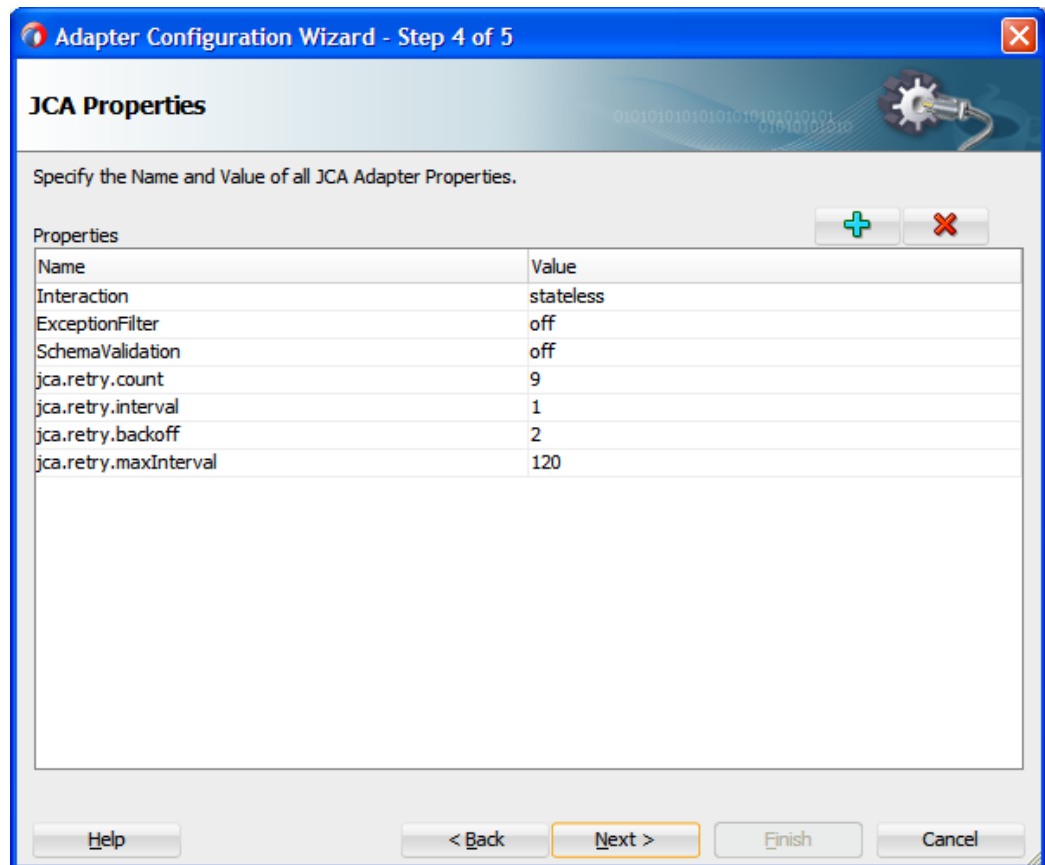 Adapter Configuration Wizard - Step 4 of 5
JCA Properties
0101010101010101010101010101
01010101010
Specify the Name and Value of all JCA Adapter Properties.
Properties
Name Value
Interaction stateless
ExceptionFilter off
SchemaValidation off
jca.retry.count 9
jca.retry.interval 1
jca.retry.backoff 2
jca.retry.maxInterval 120
Help < Back Next > Finish Cancel